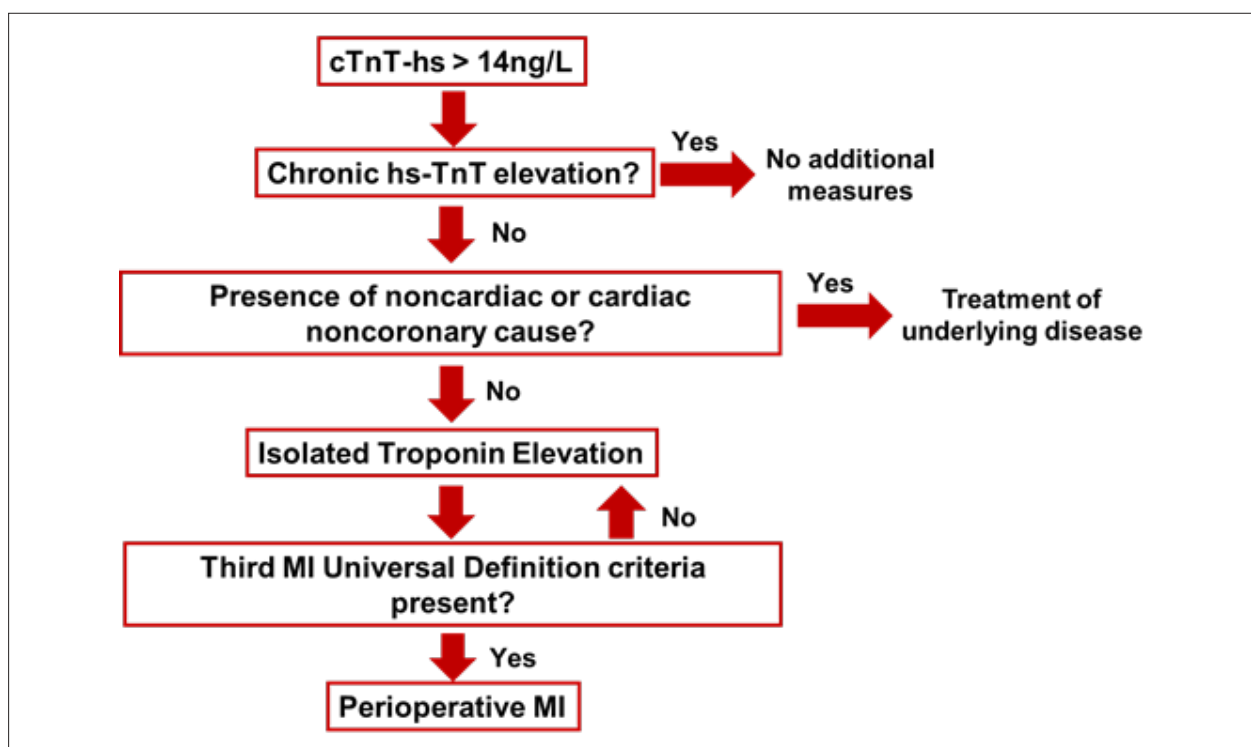 cTnT-hs > 14ng/L
Chronic hs-TnT elevation?
Yes
No additional
measures
No
Presence of noncardiac or cardiac
noncoronary cause?
Yes
Treatment of
underlying disease
No
Isolated Troponin Elevation
No
Third MI Universal Definition criteria
present?
Yes
Perioperative MI